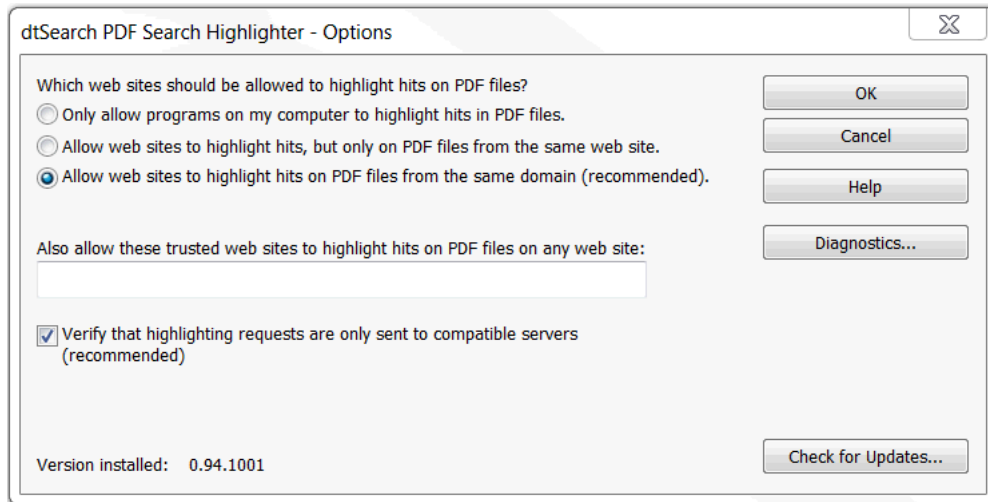 dtSearch PDF Search Highlighter - Options
Which web sites should be allowed to highlight hits on PDF files?
Only allow programs on my computer to highlight hits in PDF files.
Allow web sites to highlight hits, but only on PDF files from the same web site.
Allow web sites to highlight hits on PDF files from the same domain (recommended).
OK
Cancel
Help
Diagnostics...
Also allow these trusted web sites to highlight hits on PDF files on any web site:
Verify that highlighting requests are only sent to compatible servers
(recommended)
Version installed: 0.94.1001
Check for Updates...